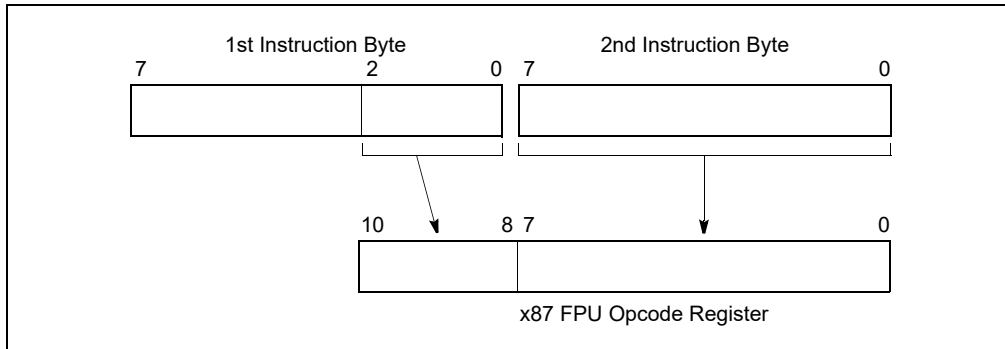 1st Instruction Byte 2nd Instruction Byte
7 2 0 7 0
10 8 7 0
x87 FPU Opcode Register